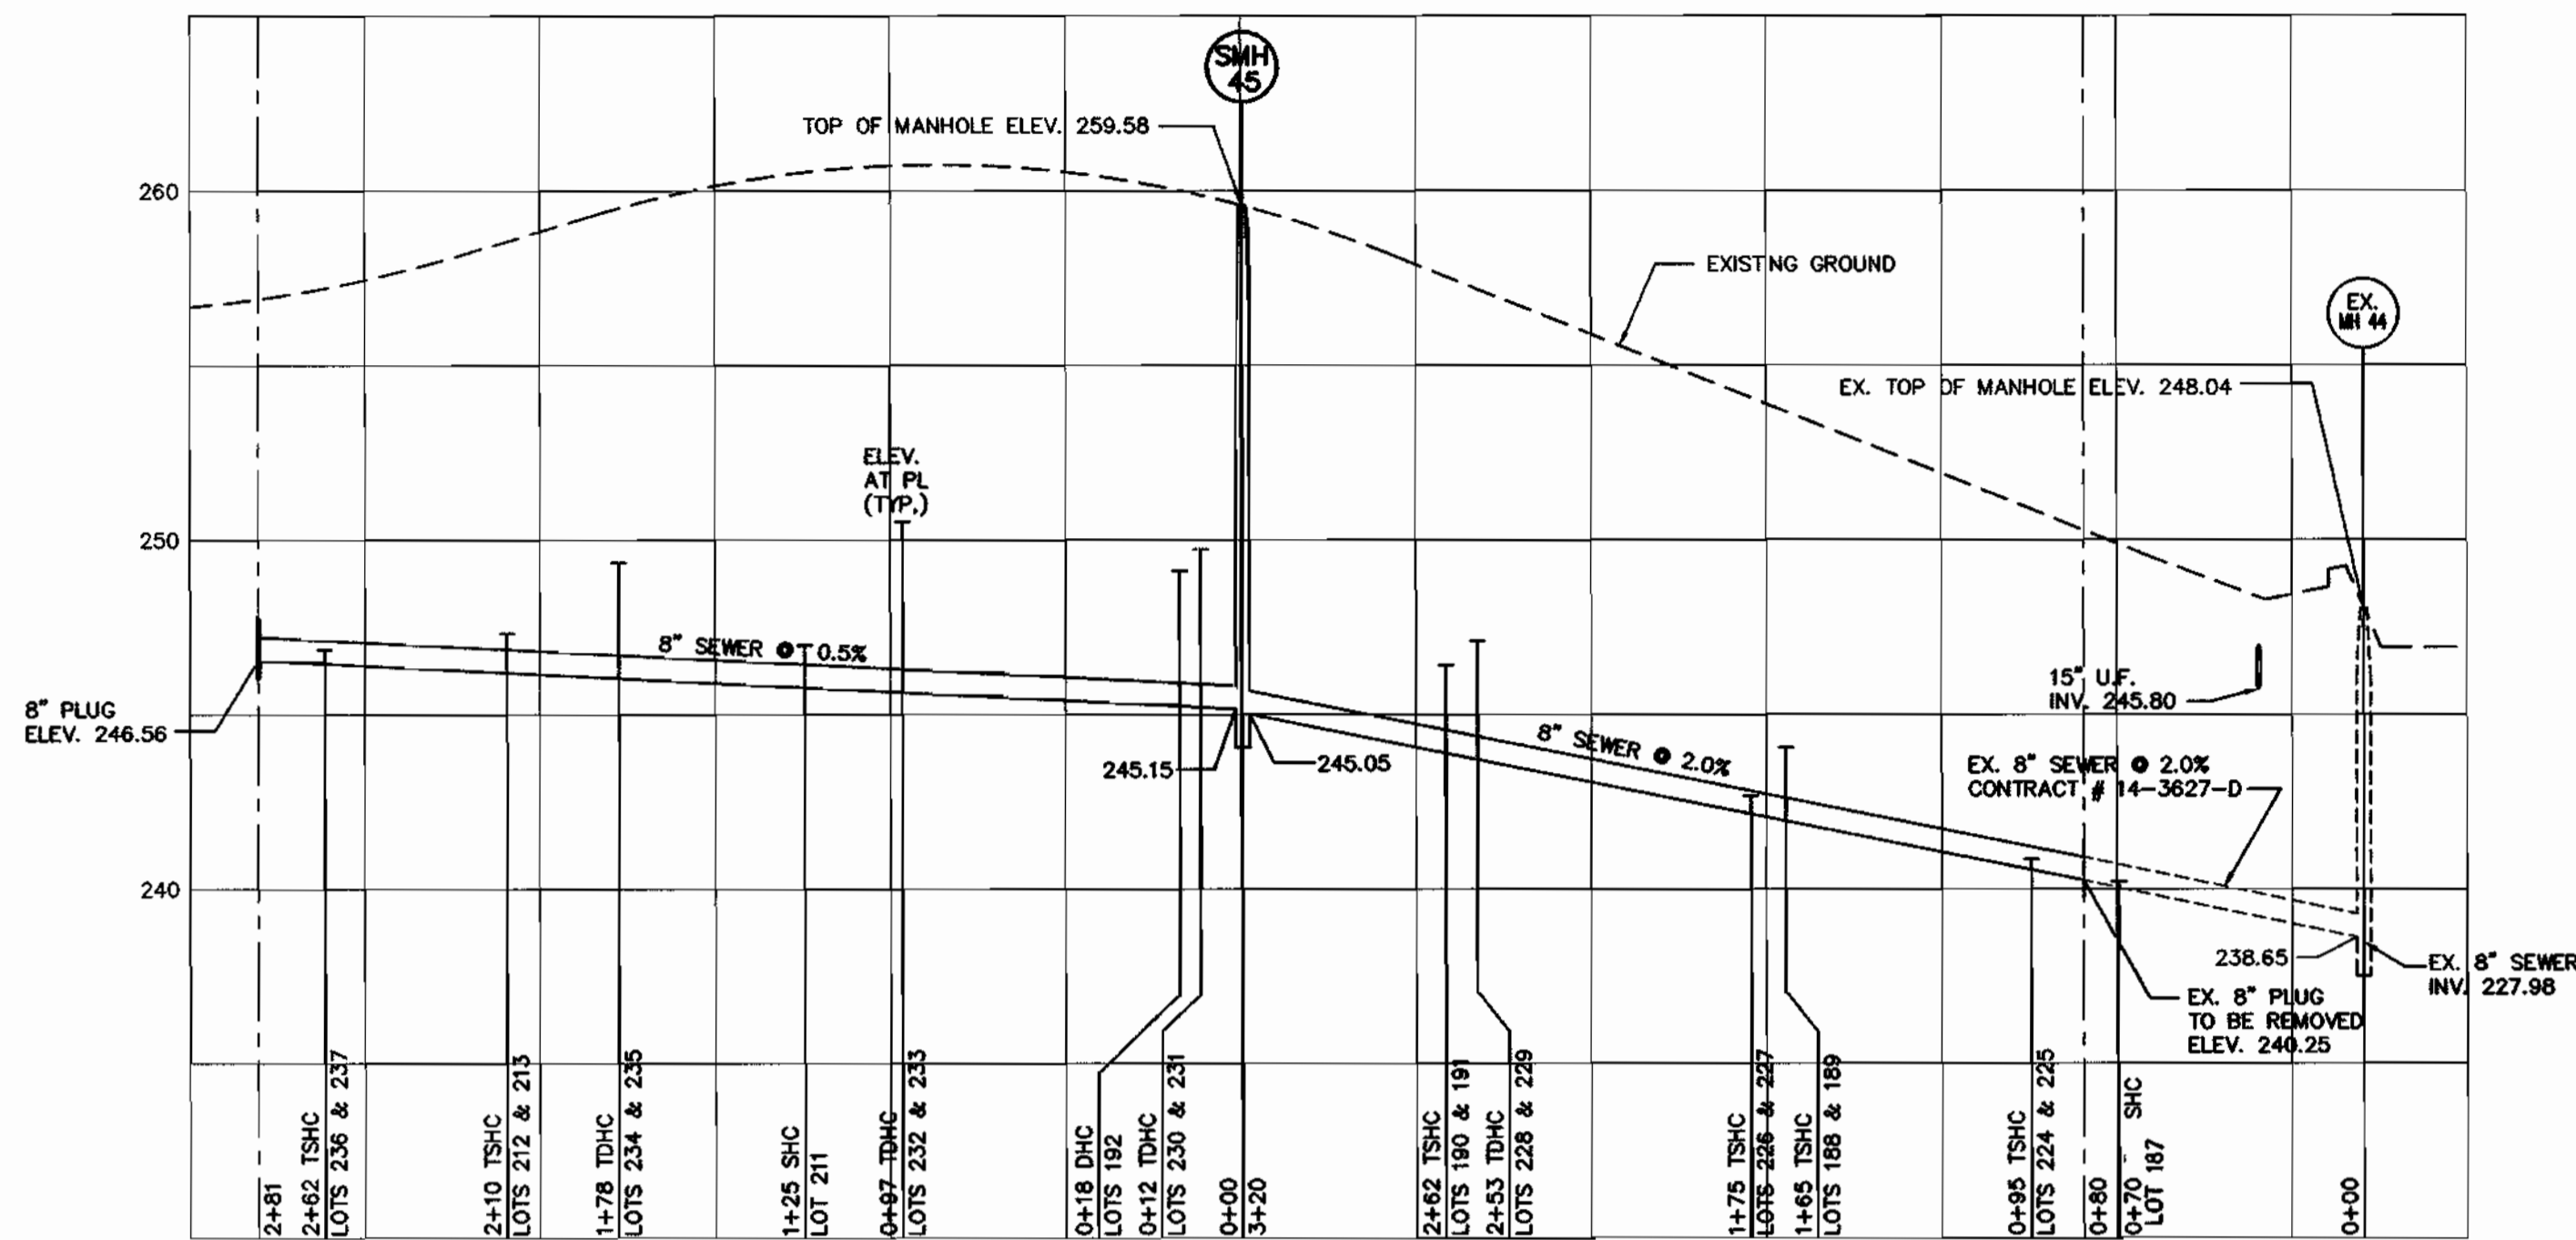 SMH
45
TOP OF MANHOLE ELEV. 259.58
260
EXISTNG GROUND
EX.
MH 44
EX. TOP OF MANHOLE ELEV. 248.04
ELEV.
AT PL
(TYP.)
250
8" SEWER @ 0.5%
15" U.F.
INV. 245.80
8" PLUG
ELEV. 246.56
245.15
245.05
8" SEWER @ 2.0%
EX. 8" SEWER @ 2.0%
CONTRACT # 14-3627-D
240
238.65
EX. 8" SEWER
INV. 227.98
EX. 8" PLUG
TO BE REMOVED
ELEV. 240.25
2+81
2+62 TSHC
LOTS 236 & 237
2+10 TSHC
LOTS 212 & 213
1+78 TDHC
LOTS 234 & 235
1+25 SHC
LOT 211
0+97 TDHC
LOTS 232 & 233
0+18 DHC
LOTS 192
0+12 TDHC
LOTS 230 & 231
0+00
3+20
2+62 TSHC
LOTS 190 & 191
2+53 TDHC
LOTS 228 & 229
1+75 TSHC
LOTS 226 & 227
1+65 TSHC
LOTS 188 & 189
0+95 TSHC
LOTS 224 & 225
0+80
0+70 SHC
LOT 187
0+00